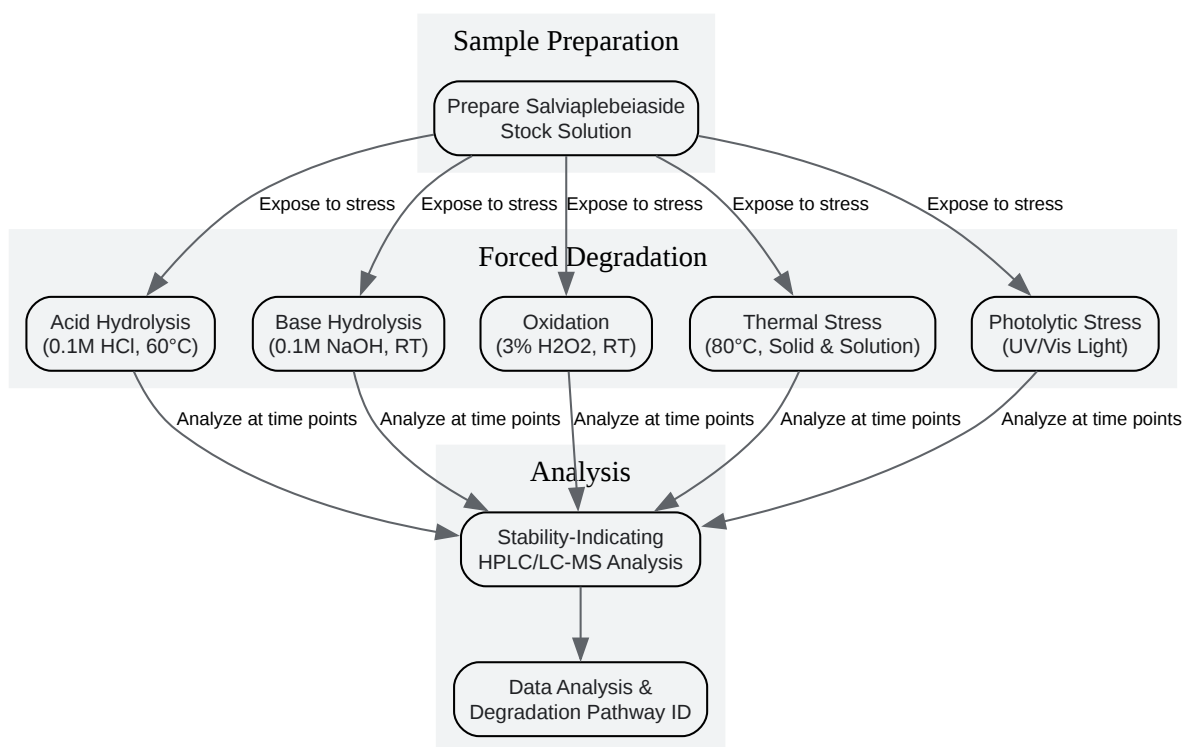 Sample Preparation
Prepare Salviaplebeiaside
Stock Solution
Expose to stress
Expose to stress
Expose to stress
Expose to stress
Expose to stress
Forced Degradation
Acid Hydrolysis
(0.1M HCl, 60°C)
Base Hydrolysis
(0.1M NaOH, RT)
Oxidation
(3% H2O2, RT)
Thermal Stress
(80°C, Solid & Solution)
Photolytic Stress
(UV/Vis Light)
Analyze at time points
Analyze at time points
Analyze at time points
Analyze at time points
Analyze at time points
Analysis
Stability-Indicating
HPLC/LC-MS Analysis
Data Analysis &
Degradation Pathway ID